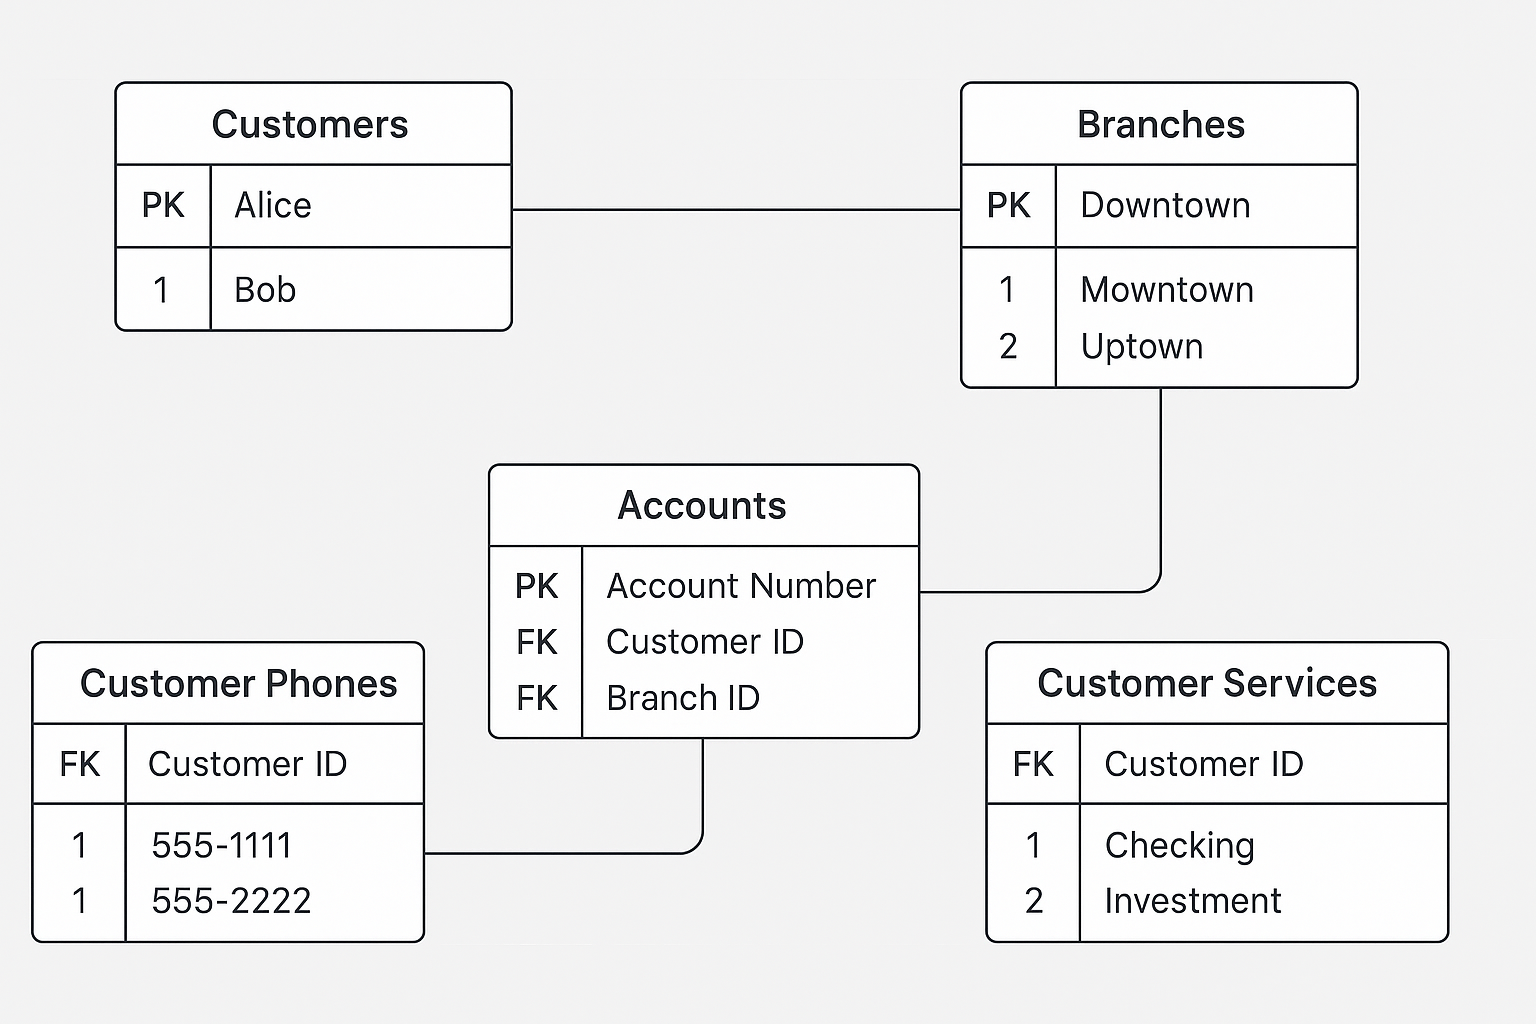 Customers
PK Alice
1 Bob
Branches
PK Downtown
1 Mowntown
2 Uptown
Accounts
PK Account Number
FK Customer ID
FK Branch ID
Customer Phones
FK Customer ID
1 555-1111
1 555-2222
Customer Services
FK Customer ID
1 Checking
2 Investment